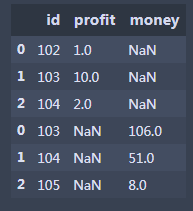 id profit money
0 102 1.0 NaN
1 103 10.0 NaN
2 104 2.0 NaN
0 103 NaN 106.0
1 104 NaN 51.0
2 105 NaN 8.0